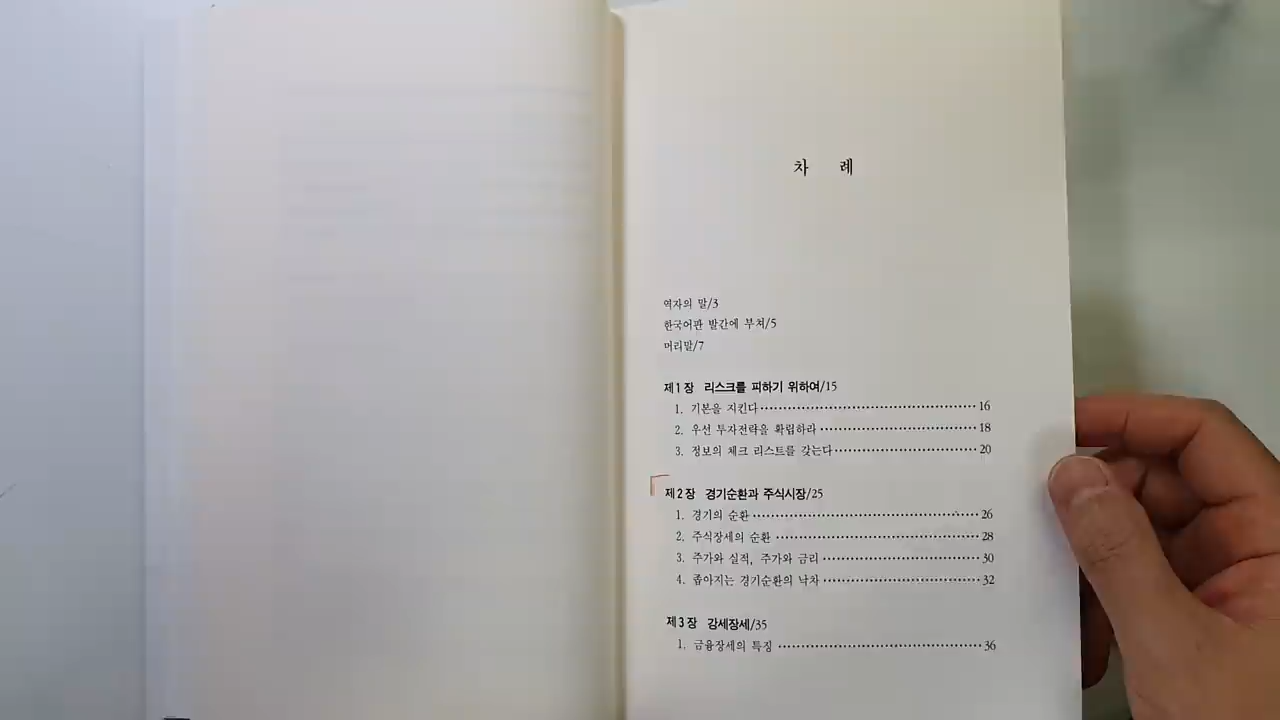 차 례
역자의 말/3
한국어판 발간에 부쳐/5
머리말/7
제1장 리스크를 피하기 위하여/15
1. 기본을 지킨다 16
2. 우선 투자전략을 확립하라 18
3. 정보의 체크 리스트를 갖는다 20
제2장 경기순환과 주식시장/25
1. 경기의 순환 26
2. 주식장세의 순환 28
3. 주가와 실적, 주가와 금리 30
4. 좁아지는 경기순환의 낙차 32
제3장 강세장세/35
1. 금융장세의 특징 36